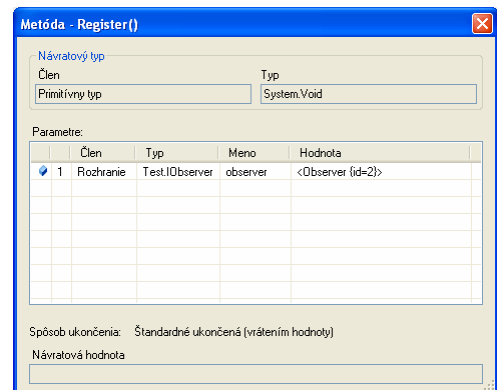 Metóda - Register()
Návratový typ
Člen Typ
Primitívny typ System.Void
Parametre:
Člen Typ Meno Hodnota
1 Rozhranie Test.IObserver observer <Observer {id=2}>
Spôsob ukončenia: Štandardné ukončená (vrátením hodnoty)
Návratová hodnota